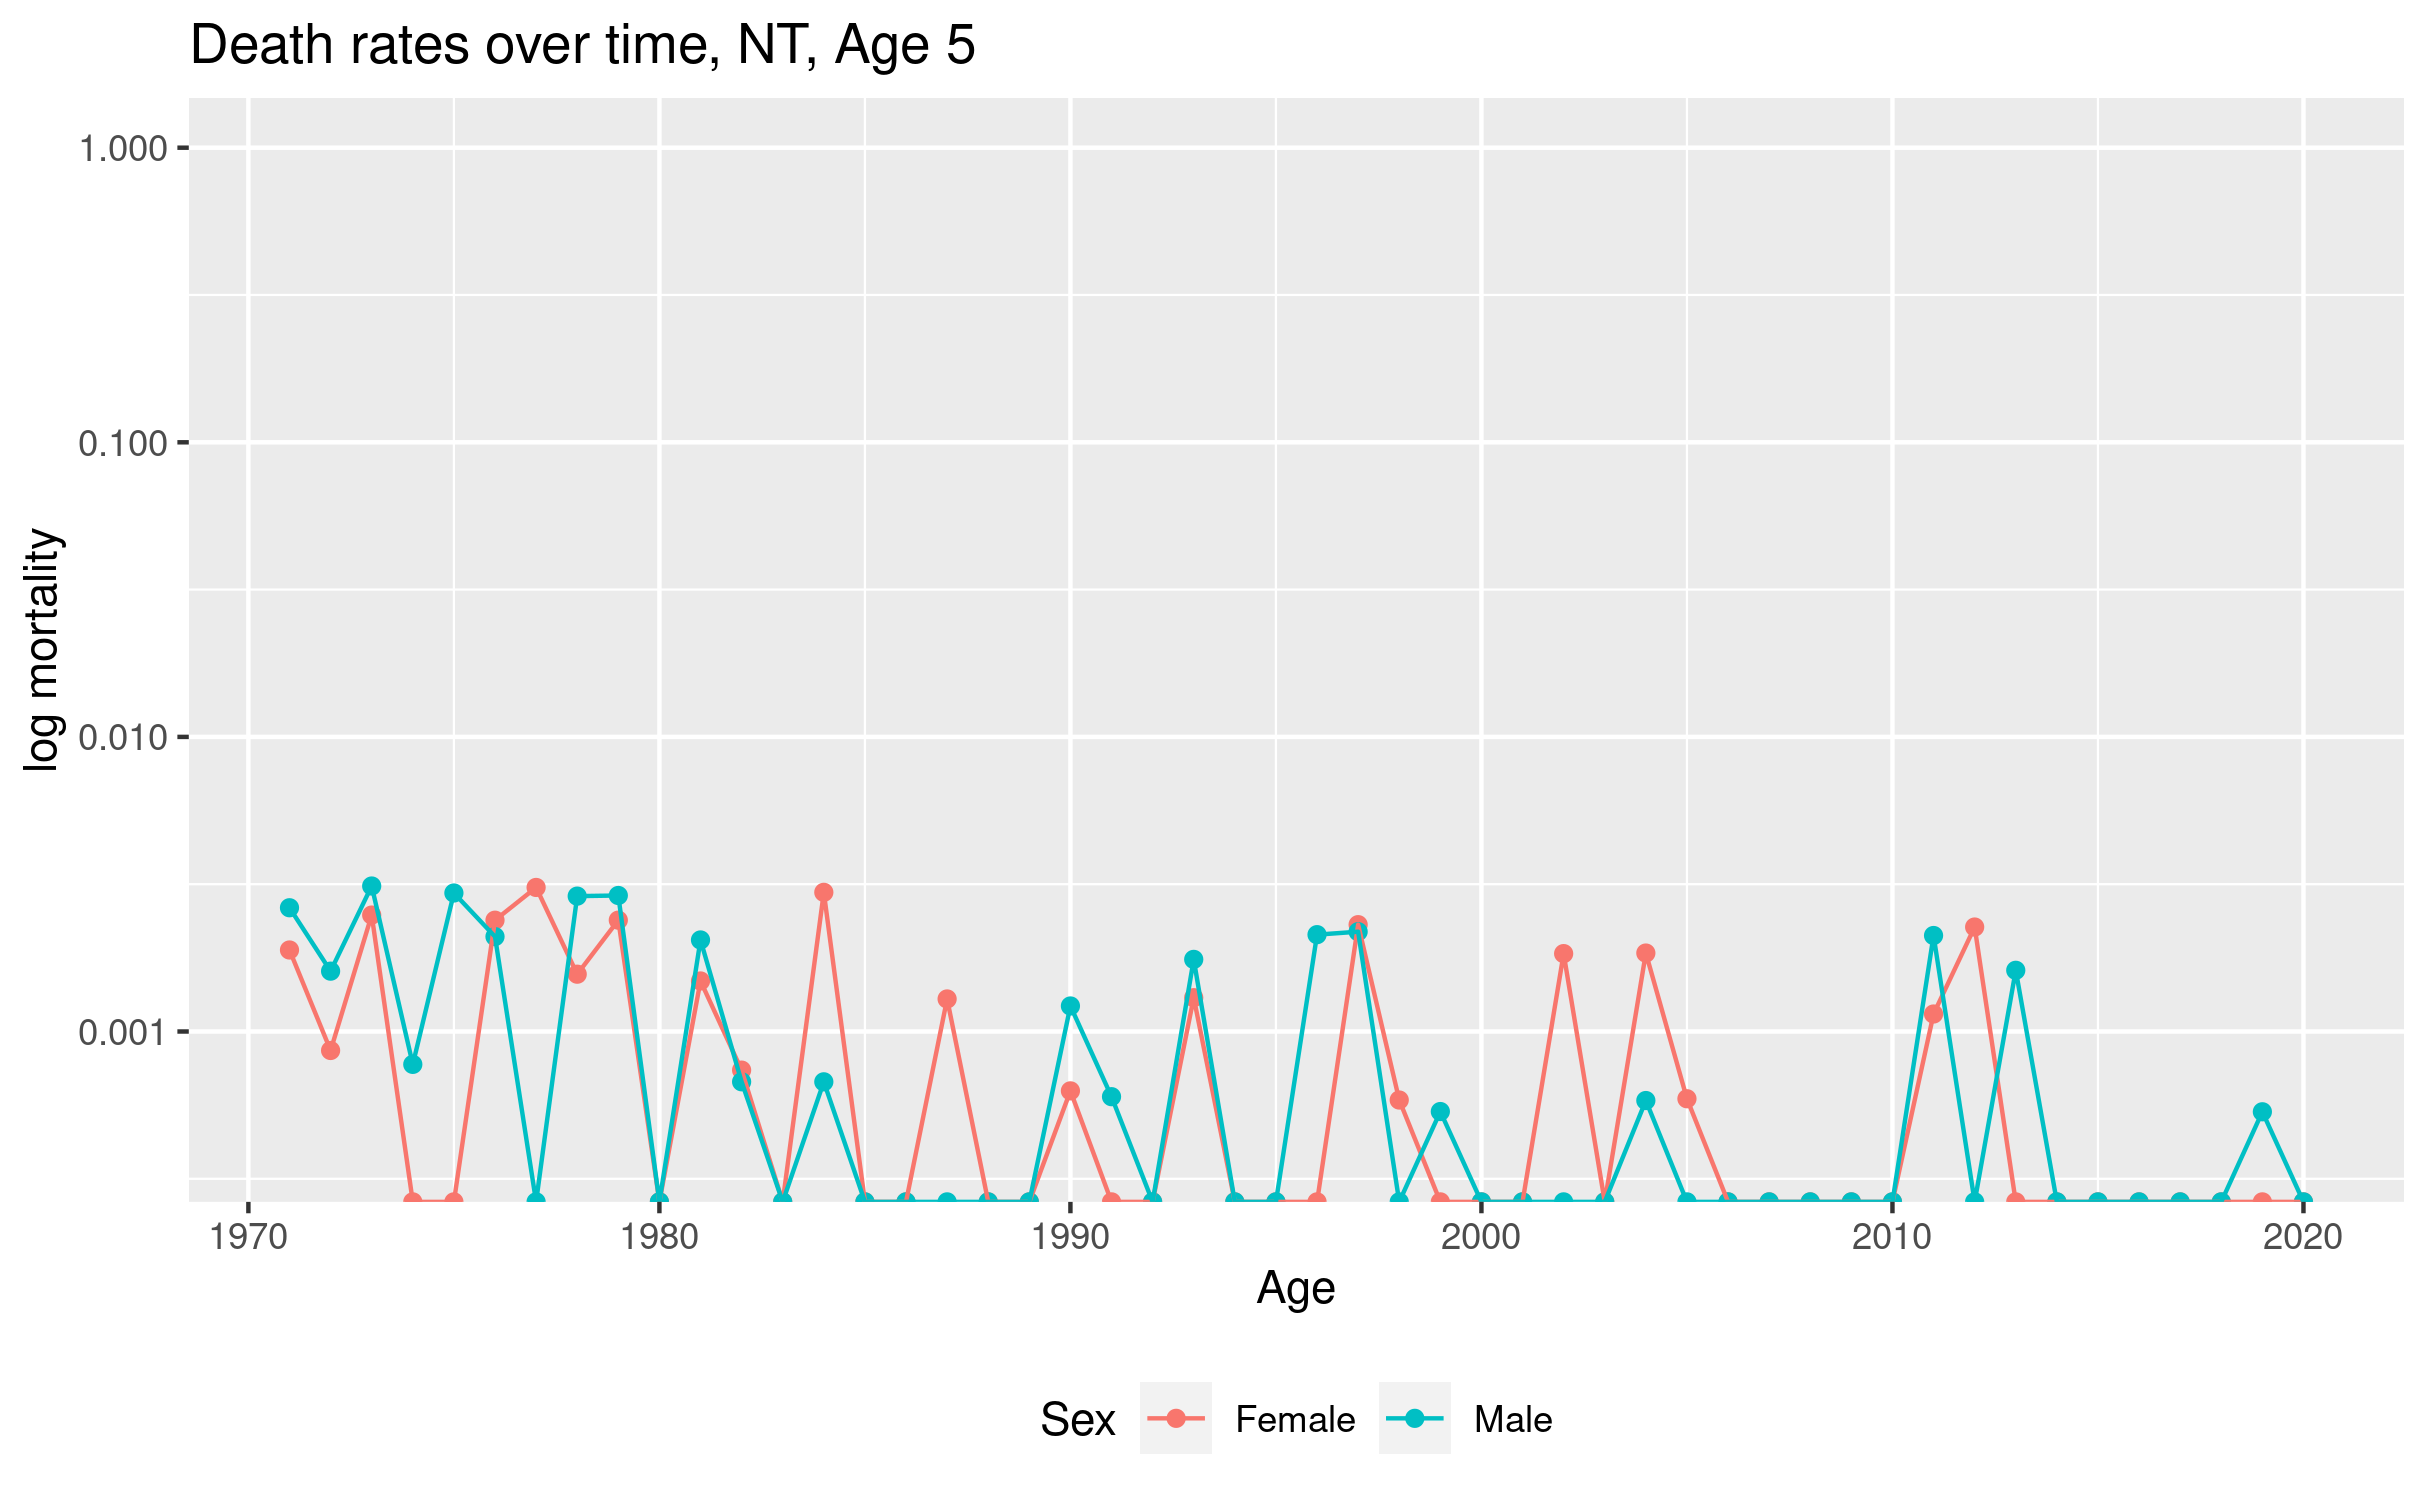 Death rates over time, NT, Age 5
log mortality
1.000
0.100
0.010
0.001
1970 1980 1990 2000 2010 2020
Age
Sex Female Male